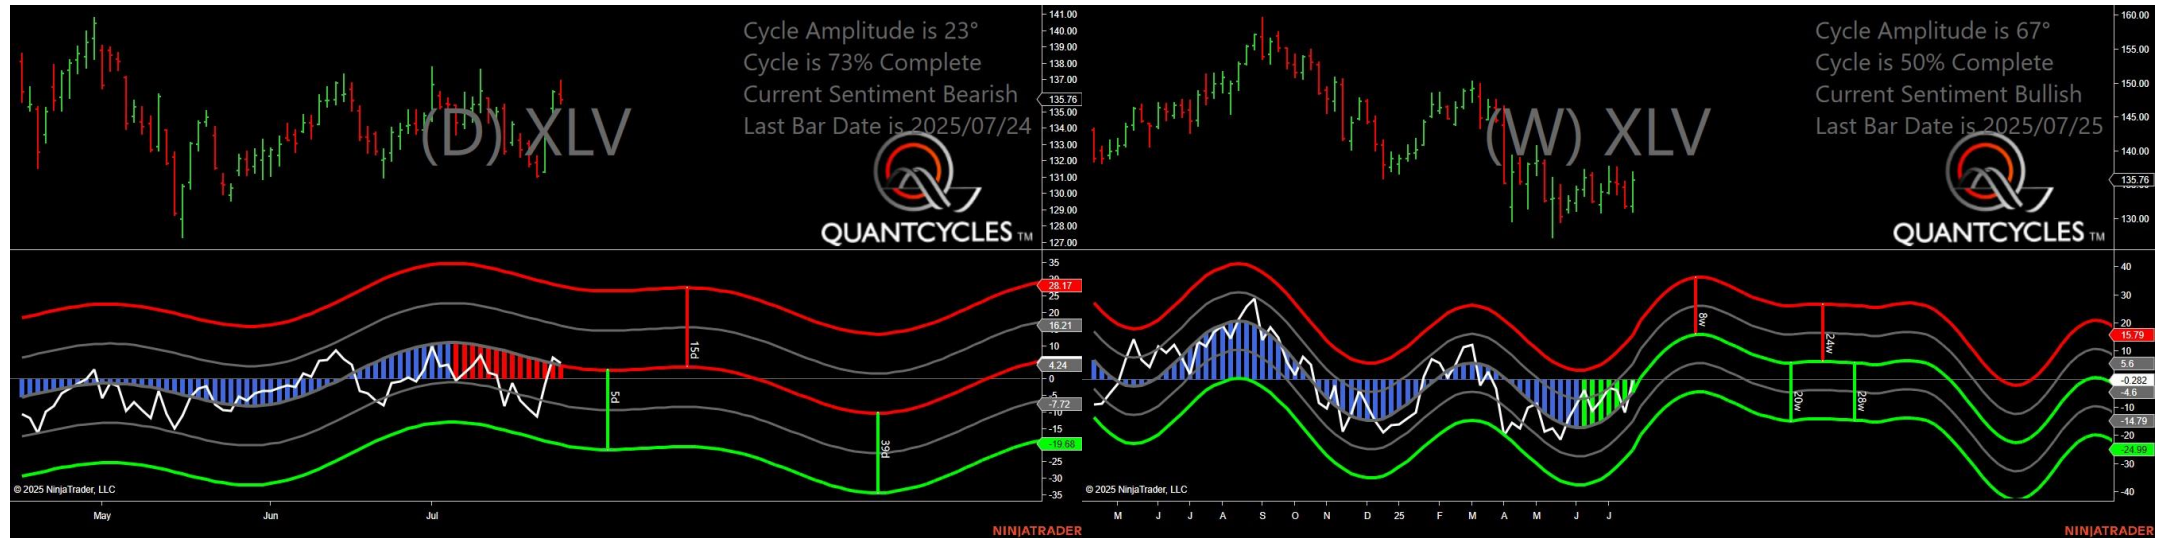 Cycle Amplitude is 23°
Cycle is 73% Complete
Current Sentiment Bearish
Last Bar Date is 2025/07/24
(D) XLV
QUANTCYCLES TM
141.00
140.00
139.00
138.00
137.00
135.76
135.00
134.00
133.00
132.00
131.00
130.00
129.00
128.00
127.00
35
28.17
25
20
16.21
10
4.24
0
-5
-7.72
-10
-15
-19.68
-25
-30
-35
15d
5d
39d
© 2025 NinjaTrader, LLC
May Jun Jul
NINJATRADER
Cycle Amplitude is 67°
Cycle is 50% Complete
Current Sentiment Bullish
Last Bar Date is 2025/07/25
(W) XLV
QUANTCYCLES TM
160.00
155.00
150.00
145.00
140.00
135.76
130.00
40
30
20
15.79
10
5.6
-0.282
-4.6
-10
-14.79
-20
-24.99
-30
-40
8w
24w
20w
28w
© 2025 NinjaTrader, LLC
M J J A S O N D 25 F M A M J J
NINJATRADER